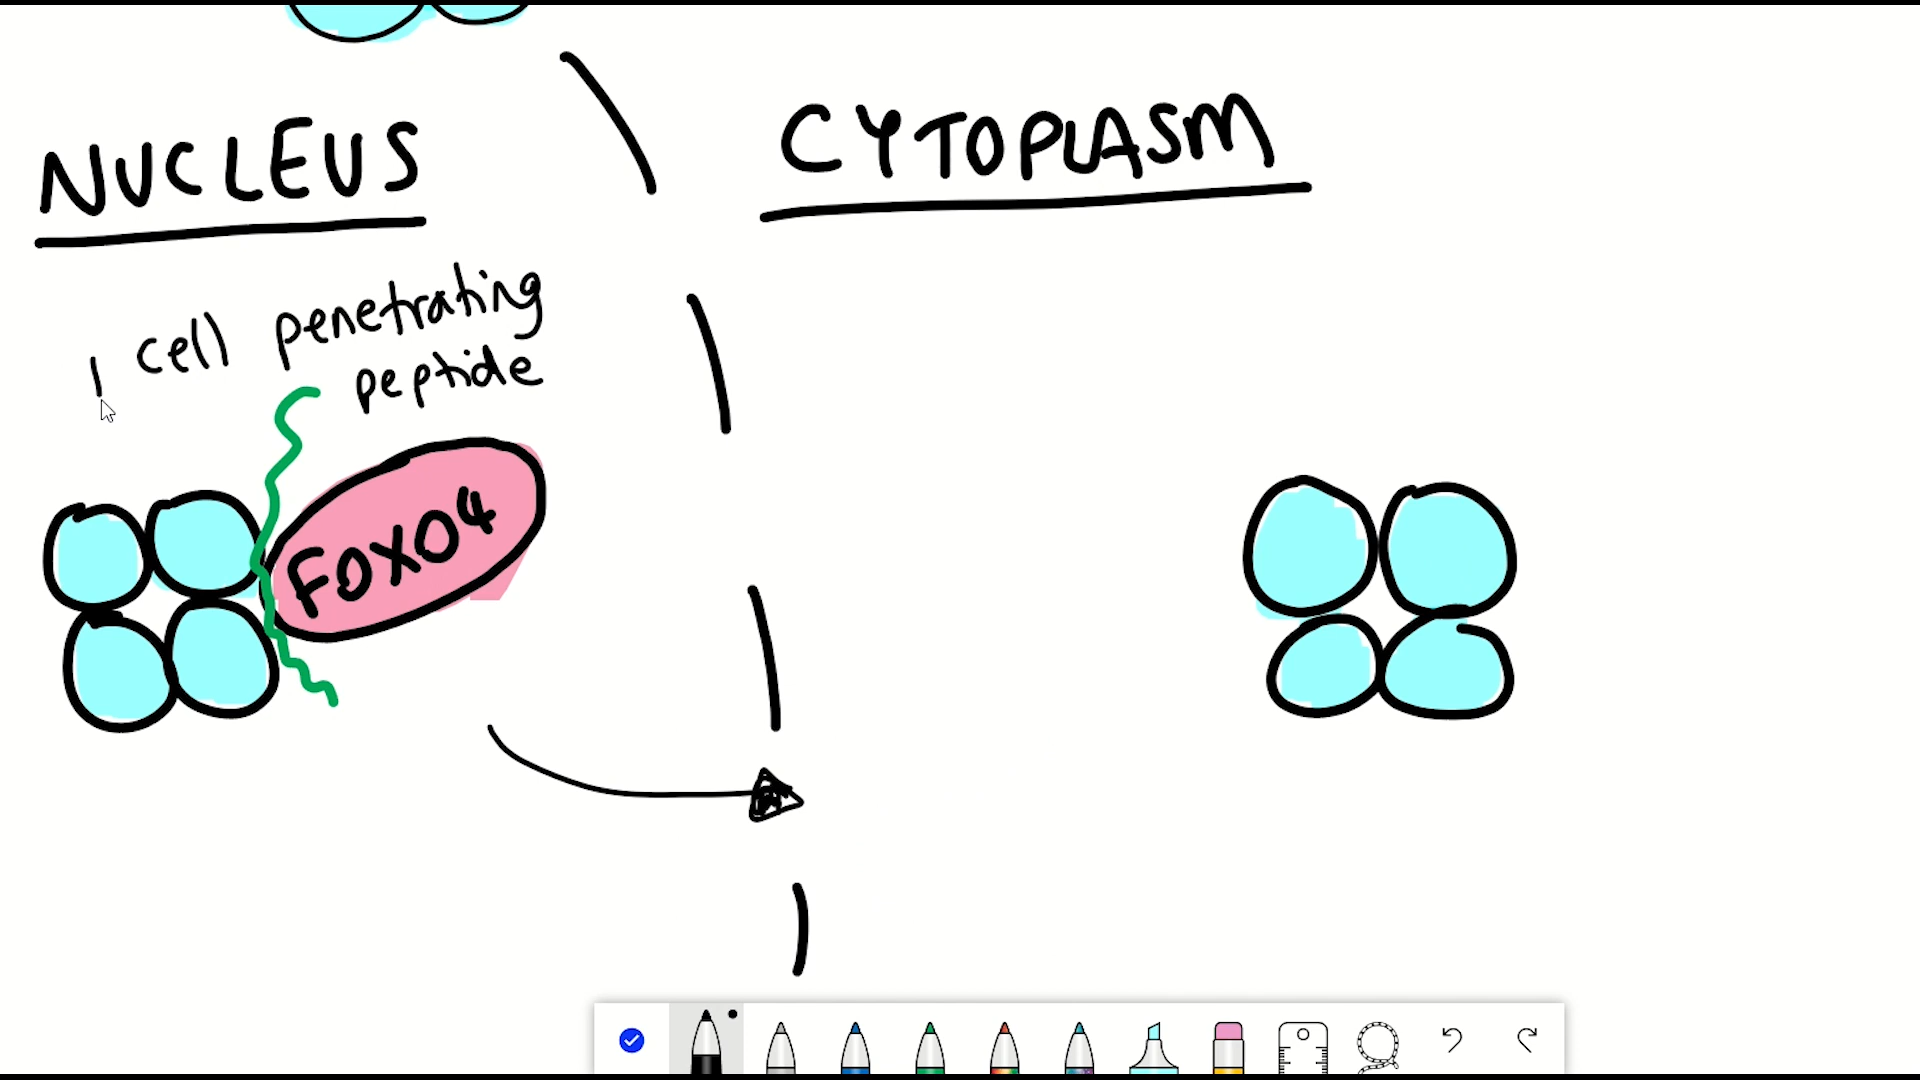 NUCLEUS
CYTOPLASM
cell penetrating
peptide
FOXO4